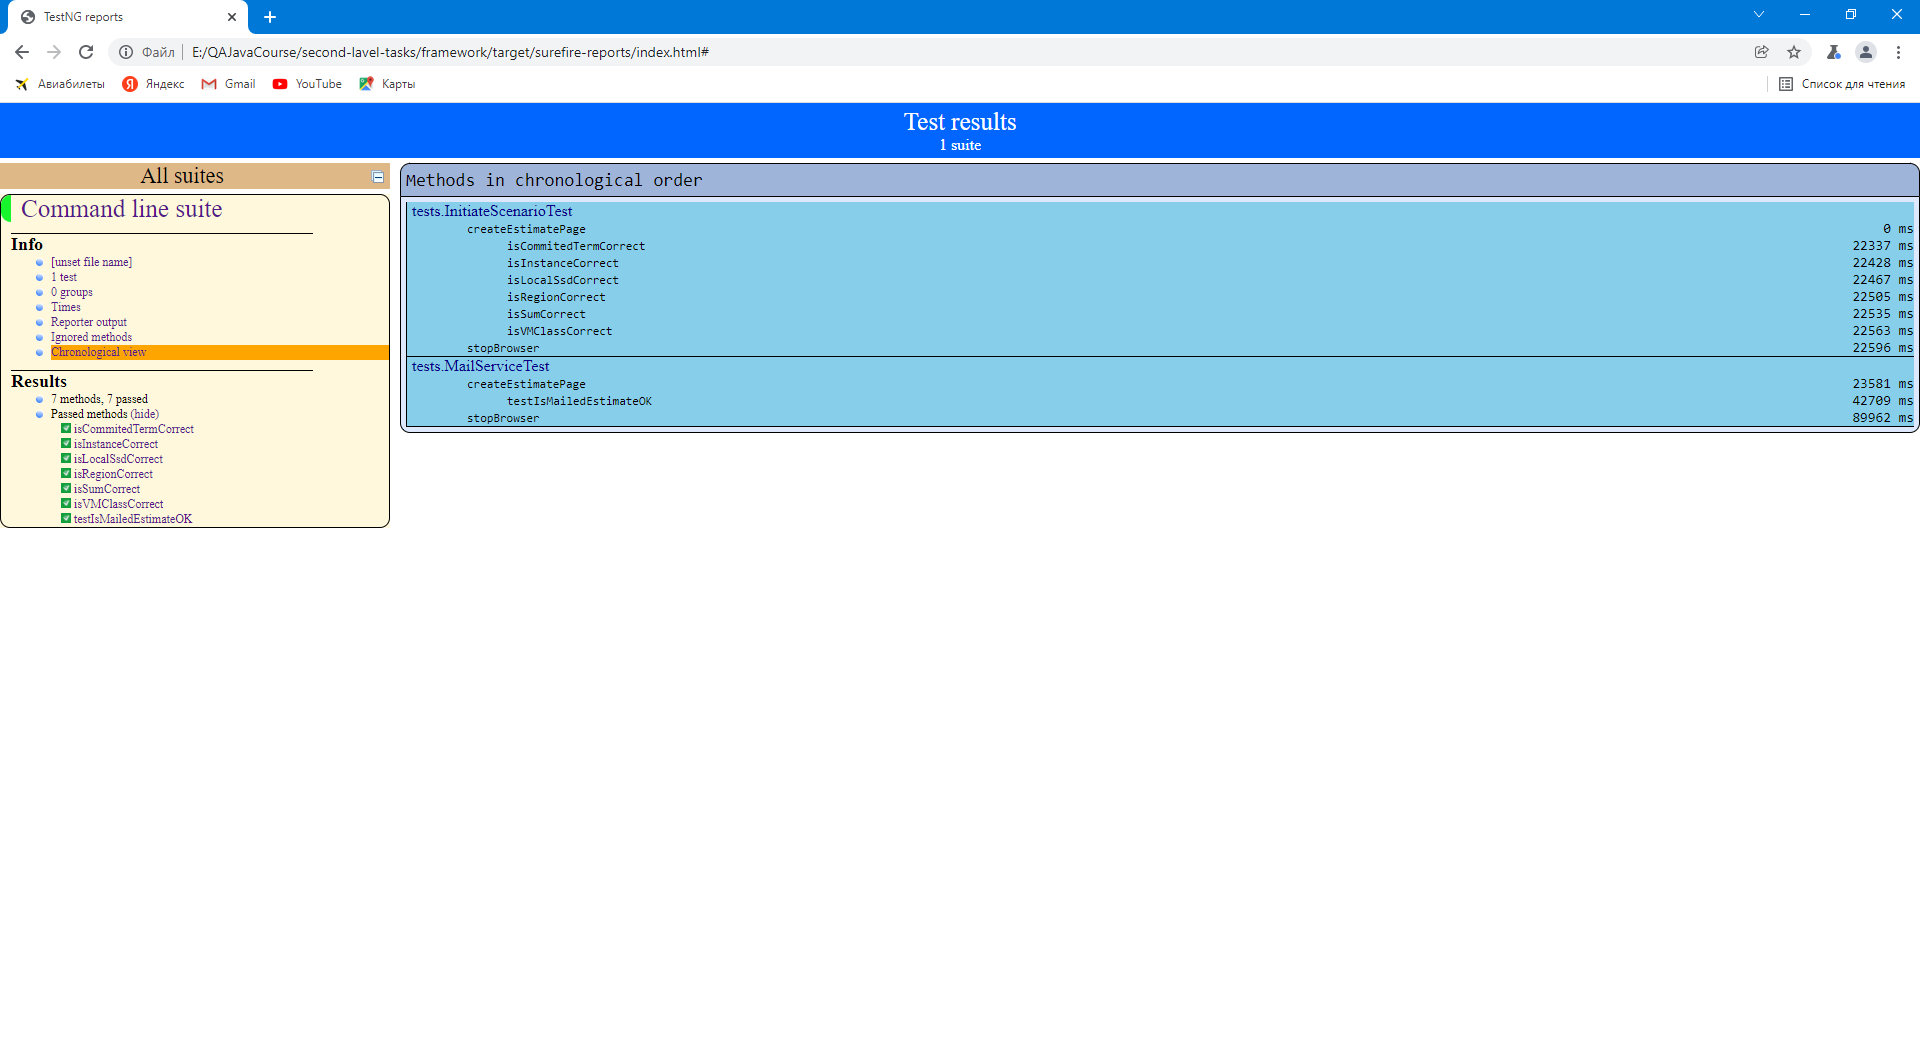 TestNG reports
Файл E:/QAJavaCourse/second-lavel-tasks/framework/target/surefire-reports/index.html#
Авиабилеты Яндекс Gmail YouTube Карты Список для чтения
Test results
1 suite
All suites
Command line suite
Info
[unset file name]
1 test
0 groups
Times
Reporter output
Ignored methods
Chronological view
Results
7 methods, 7 passed
Passed methods (hide)
isCommitedTermCorrect
isInstanceCorrect
isLocalSsdCorrect
isRegionCorrect
isSumCorrect
isVMClassCorrect
testIsMailedEstimateOK
Methods in chronological order
tests.InitiateScenarioTest
createEstimatePage 0 ms
isCommitedTermCorrect 22337 ms
isInstanceCorrect 22428 ms
isLocalSsdCorrect 22467 ms
isRegionCorrect 22505 ms
isSumCorrect 22535 ms
isVMClassCorrect 22563 ms
stopBrowser 22596 ms
tests.MailServiceTest
createEstimatePage 23581 ms
testIsMailedEstimateOK 42709 ms
stopBrowser 89962 ms